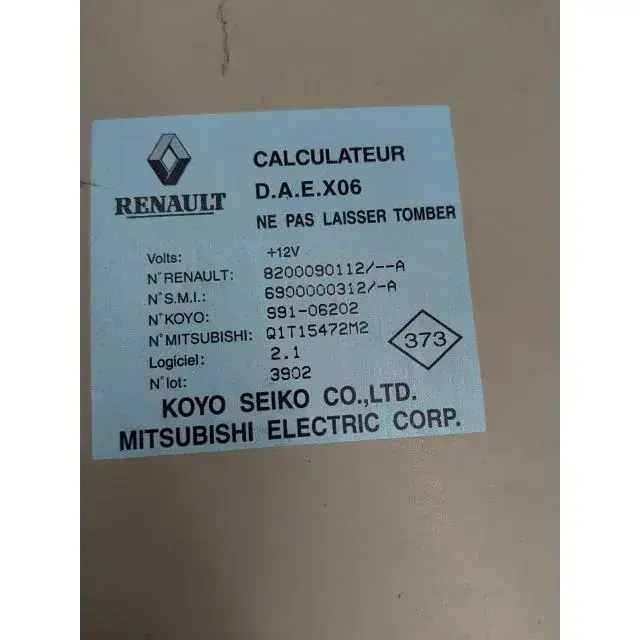 RENAULT
CALCULATEUR
D.A.E.X06
NE PAS LAISSER TOMBER
Volts: +12V
N°RENAULT: 8200090112/--A
N°S.M.I.: 6900000312/-A
N°KOYO: 991-06202
N°MITSUBISHI: Q1T15472M2
Logiciel: 2.1
N°lot: 3902
373
KOYO SEIKO CO.,LTD.
MITSUBISHI ELECTRIC CORP.